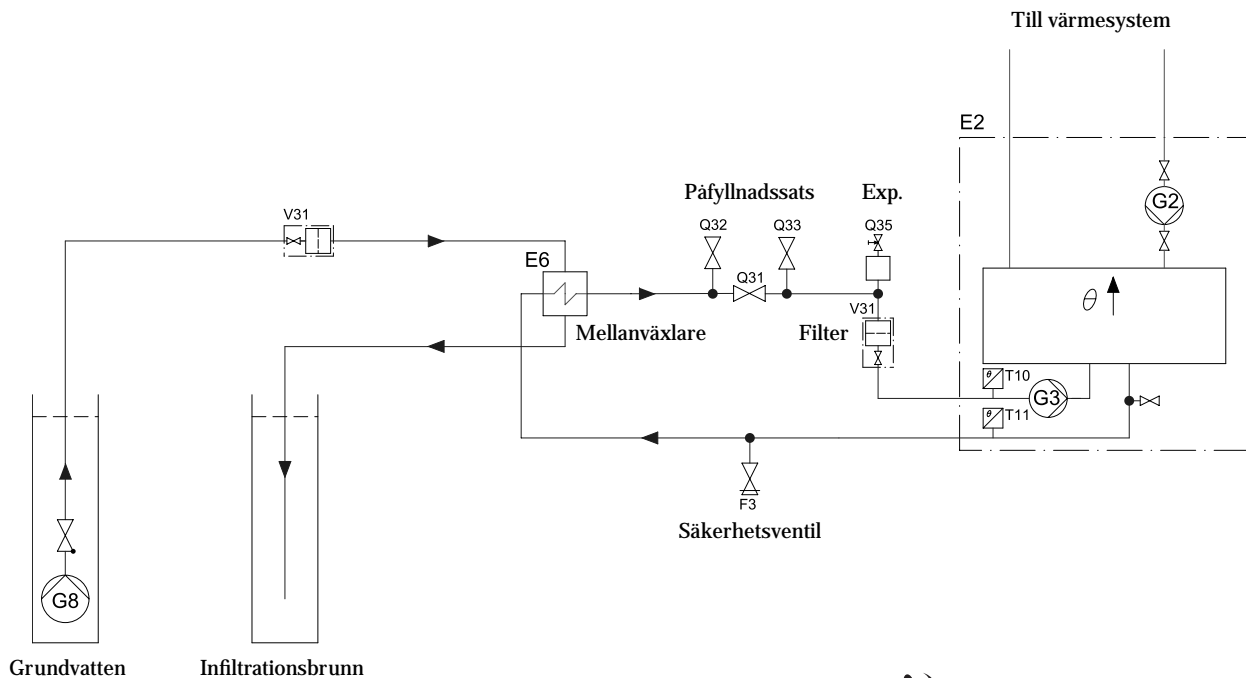 Till värmesystem
E2
G2
Påfyllnadssats
Exp.
Q32
Q33
Q35
V31
E6
Q31
θ
Mellanväxlare
Filter
V31
θ
T10
G3
θ
T11
F3
Säkerhetsventil
G8
Grundvatten
Infiltrationsbrunn